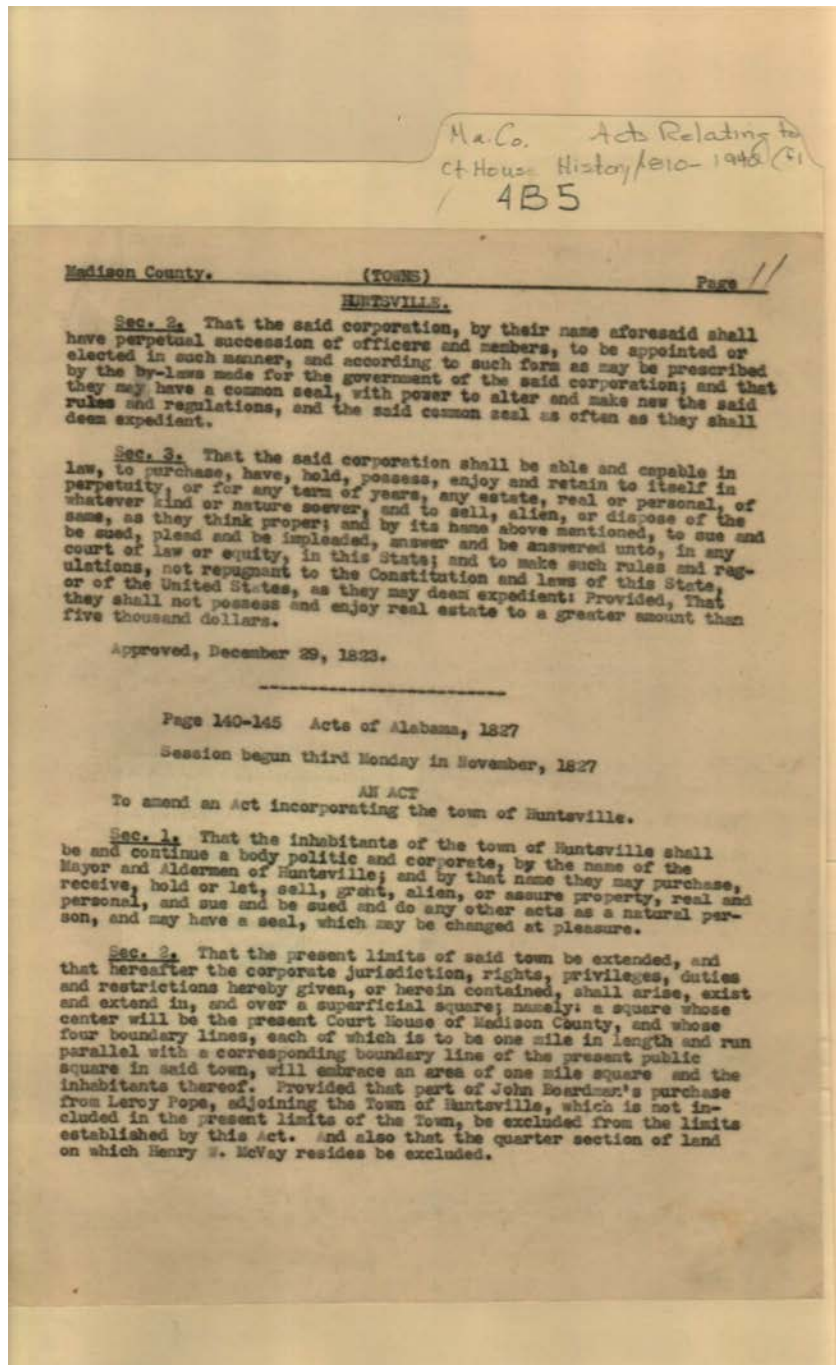 Ma. Co. Acts Relating to
Ct House History 1810-1940
4B5
Madison County. (TOWNS) Page 11
HUNTSVILLE.
Sec. 2. That the said corporation, by their name aforesaid shall
have perpetual succession of officers and members, to be appointed or
elected in such manner, and according to such form as may be prescribed
by the by-laws made for the government of the said corporation; and that
they may have a common seal, with power to alter and make new the said
rules and regulations, and the said common seal as often as they shall
deem expedient.
Sec. 3. That the said corporation shall be able and capable in
law, to purchase, have, hold, possess, enjoy and retain to itself in
perpetuity, or for any term of years, any estate, real or personal, of
whatever kind or nature soever, and to sell, alien, or dispose of the
same, as they think proper; and by its name above mentioned, to sue and
be sued, plead and be impleaded, answer and be answered unto, in any
court of law or equity, in this State; and to make such rules and reg-
ulations, not repugnant to the Constitution and laws of this State,
or of the United States, as they may deem expedient: Provided, That
they shall not possess and enjoy real estate to a greater amount than
five thousand dollars.
Approved, December 29, 1823.
Page 140-145 Acts of Alabama, 1827
Session begun third Monday in November, 1827
AN ACT
To amend an Act incorporating the town of Huntsville.
Sec. 1. That the inhabitants of the town of Huntsville shall
be and continue a body politic and corporate, by the name of the
Mayor and Aldermen of Huntsville; and by that name they may purchase,
receive, hold or let, sell, grant, alien, or assure property, real and
personal, and sue and be sued and do any other acts as a natural per-
son, and may have a seal, which may be changed at pleasure.
Sec. 2. That the present limits of said town be extended, and
that hereafter the corporate jurisdiction, rights, privileges, duties
and restrictions hereby given, or herein contained, shall arise, exist
and extend in, and over a superficial square; namely: a square whose
center will be the present Court House of Madison County, and whose
four boundary lines, each of which is to be one mile in length and run
parallel with a corresponding boundary line of the present public
square in said town, will embrace an area of one mile square and the
inhabitants thereof. Provided that part of John Boardman's purchase
from Leroy Pope, adjoining the Town of Huntsville, which is not in-
cluded in the present limits of the Town, be excluded from the limits
established by this Act. And also that the quarter section of land
on which Henry W. McVay resides be excluded.